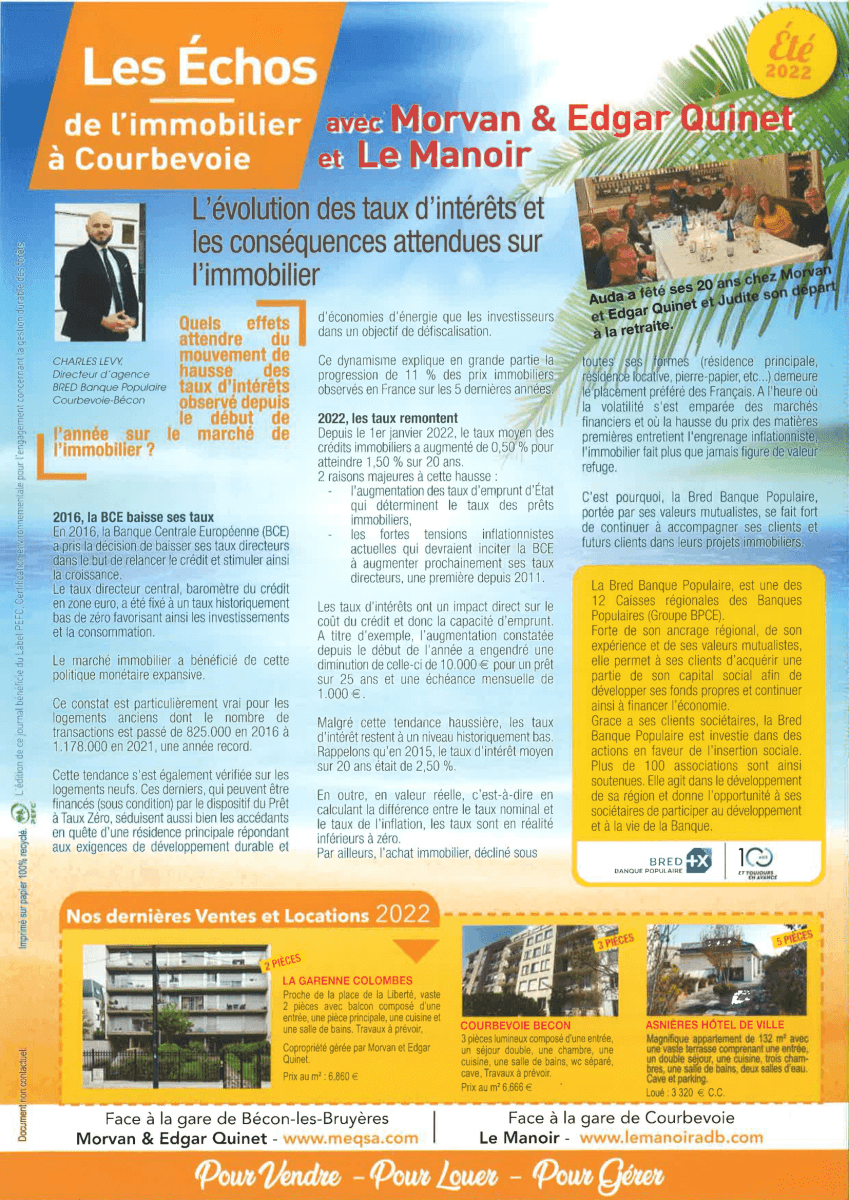 Les Échos
de l'immobilier
à Courbevoie
avec Morvan & Edgar Quinet
et Le Manoir
Été
2022
L'évolution des taux d'intérêts et
les conséquences attendues sur
l'immobilier
Auda a fêté ses 20 ans chez Morvan
et Edgar Quinet et Judite son départ
à la retraite.
CHARLES LEVY,
Directeur d'agence
BRED Banque Populaire
Courbevoie-Bécon
Quels effets
attendre du
mouvement de
hausse des
taux d'intérêts
observé depuis
le début de
l'année sur le marché de
l'immobilier ?
2016, la BCE baisse ses taux
En 2016, la Banque Centrale Européenne (BCE)
a pris la décision de baisser ses taux directeurs
dans le but de relancer le crédit et stimuler ainsi
la croissance.
Le taux directeur central, baromètre du crédit
en zone euro, a été fixé à un taux historiquement
bas de zéro favorisant ainsi les investissements
et la consommation.
Le marché immobilier a bénéficié de cette
politique monétaire expansive.
Ce constat est particulièrement vrai pour les
logements anciens dont le nombre de
transactions est passé de 825.000 en 2016 à
1.178.000 en 2021, une année record.
Cette tendance s'est également vérifiée sur les
logements neufs. Ces derniers, qui peuvent être
financés (sous condition) par le dispositif du Prêt
à Taux Zéro, séduisent aussi bien les accédants
en quête d'une résidence principale répondant
aux exigences de développement durable et
d'économies d'énergie que les investisseurs
dans un objectif de défiscalisation.
Ce dynamisme explique en grande partie la
progression de 11 % des prix immobiliers
observés en France sur les 5 dernières années.
2022, les taux remontent
Depuis le 1er janvier 2022, le taux moyen des
crédits immobiliers a augmenté de 0,50 % pour
atteindre 1,50 % sur 20 ans.
2 raisons majeures à cette hausse :
- l'augmentation des taux d'emprunt d'État
qui déterminent le taux des prêts
immobiliers,
- les fortes tensions inflationnistes
actuelles qui devraient inciter la BCE
à augmenter prochainement ses taux
directeurs, une première depuis 2011.
Les taux d'intérêts ont un impact direct sur le
coût du crédit et donc la capacité d'emprunt.
A titre d'exemple, l'augmentation constatée
depuis le début de l'année a engendré une
diminution de celle-ci de 10.000 € pour un prêt
sur 25 ans et une échéance mensuelle de
1.000 €.
Malgré cette tendance haussière, les taux
d'intérêt restent à un niveau historiquement bas.
Rappelons qu'en 2015, le taux d'intérêt moyen
sur 20 ans était de 2,50 %.
En outre, en valeur réelle, c'est-à-dire en
calculant la différence entre le taux nominal et
le taux de l'inflation, les taux sont en réalité
inférieurs à zéro.
Par ailleurs, l'achat immobilier, décliné sous
toutes ses formes (résidence principale,
résidence locative, pierre-papier, etc...) demeure
le placement préféré des Français. A l'heure où
la volatilité s'est emparée des marchés
financiers et où la hausse du prix des matières
premières entretient l'engrenage inflationniste,
l'immobilier fait plus que jamais figure de valeur
refuge.
C'est pourquoi, la Bred Banque Populaire,
portée par ses valeurs mutualistes, se fait fort
de continuer à accompagner ses clients et
futurs clients dans leurs projets immobiliers.
La Bred Banque Populaire, est une des
12 Caisses régionales des Banques
Populaires (Groupe BPCE).
Forte de son ancrage régional, de son
expérience et de ses valeurs mutualistes,
elle permet à ses clients d'acquérir une
partie de son capital social afin de
développer ses fonds propres et continuer
ainsi à financer l'économie.
Grace a ses clients sociétaires, la Bred
Banque Populaire est investie dans des
actions en faveur de l'insertion sociale.
Plus de 100 associations sont ainsi
soutenues. Elle agit dans le développement
de sa région et donne l'opportunité à ses
sociétaires de participer au développement
et à la vie de la Banque.
BRED
BANQUE POPULAIRE
100 ANS
ET TOUJOURS
EN AVANCE
Imprimé sur papier 100% recyclé. PEFC L'édition de ce journal bénéficie du Label PEFC, Certification environnementale pour l'engagement concernant la gestion durable des forêts
Document non contactuel
Nos dernières Ventes et Locations 2022
2 PIÈCES
LA GARENNE COLOMBES
Proche de la place de la Liberté, vaste
2 pièces avec balcon composé d'une
entrée, une pièce principale, une cuisine et
une salle de bains. Travaux à prévoir,
Copropriété gérée par Morvan et Edgar
Quinet.
Prix au m² : 6.860 €
3 PIÈCES
COURBEVOIE BECON
3 pièces lumineux composé d'une entrée,
un séjour double, une chambre, une
cuisine, une salle de bains, wc séparé,
cave, Travaux à prévoir.
Prix au m² 6.666 €
5 PIÈCES
ASNIÈRES HÔTEL DE VILLE
Magnifique appartement de 132 m² avec
une vaste terrasse comprenant une entrée,
un double séjour, une cuisine, trois cham-
bres, une salle de bains, deux salles d'eau.
Cave et parking.
Loué : 3 320 € C.C.
Face à la gare de Bécon-les-Bruyères
Morvan & Edgar Quinet - www.meqsa.com
Face à la gare de Courbevoie
Le Manoir - www.lemanoiradb.com
Pour Vendre - Pour Louer - Pour Gérer